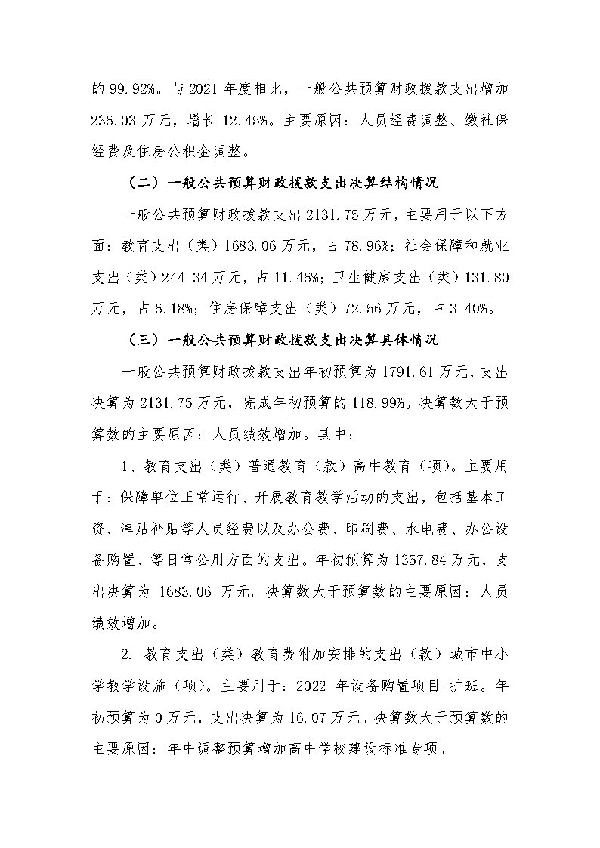 的 99.92%。与 2021 年度相比，一般公共预算财政拨款支出增加
万元，增长 12.48%。主要原因：人员经费调整、缴社保
经费及住房公积金调整。
（二）一般公共预算财政拨款支出决算结构情况
一般公共预算财政拨款支出 2131.75 万元，主要用于以下方
面：教育支出（类）1683.06 万元，占 78.96%；社会保障和就业
支出（类）244.34 万元，占 11.46%；卫生健康支出（类）131.80
万元，占 6.18%；住房保障支出（类）72.56 万元，占 3.40%。
（三）一般公共预算财政拨款支出决算具体情况
一般公共预算财政拨款支出年初预算为 1791.61 万元，支出
决算为 2131.75 万元，完成年初预算的 118.99%。决算数大于预
算数的主要原因：人员绩效增加。其中：
1、教育支出（类）普通教育（款）高中教育（项）。主要用
于：保障单位正常运行、开展教育教学活动的支出，包括基本工
资、津贴补贴等人员经费以及办公费、印刷费、水电费、办公设
备购置、等日常公用方面的支出。年初预算为 1357.84 万元，支
出决算为 1683.06 万元，决算数大于预算数的主要原因：人员
绩效增加。
2. 教育支出（类）教育费附加安排的支出（款）城市中小
学教学设施（项）。主要用于：2022 年设备购置项目 扩班。年
初预算为 0 万元，支出决算为 16.07 万元，决算数大于预算数的
主要原因：年中调整预算增加高中学校建设标准专项。